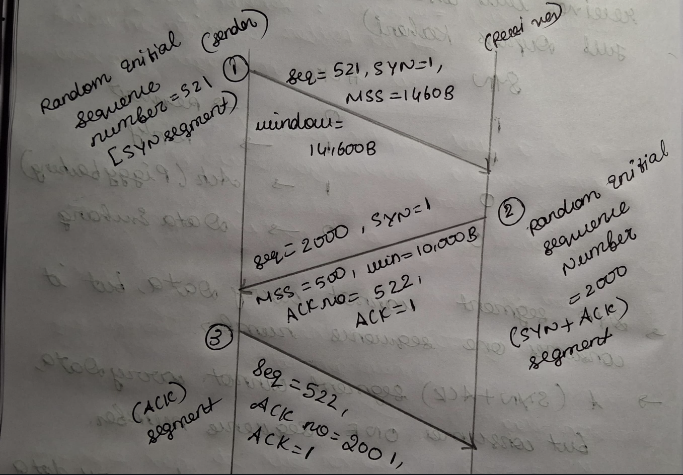 (Sender)
(Receiver)
Random initial
sequence
number = 521
[SYN segment)
1
Seq = 521, SYN=1,
MSS = 1460B
window =
14600B
2
Random initial
sequence
Number
= 2000
(SYN + ACK)
segment
Seq = 2000, SYN=1
MSS = 500, win = 10,000B
ACK no = 522,
ACK = 1
3
(ACK)
segment
Seq = 522,
ACK no = 2001,
ACK = 1